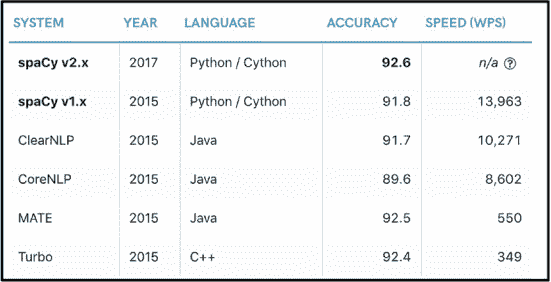 SYSTEM YEAR LANGUAGE ACCURACY SPEED (WPS)
spaCy v2.x 2017 Python / Cython 92.6 n/a ?
spaCy v1.x 2015 Python / Cython 91.8 13,963
ClearNLP 2015 Java 91.7 10,271
CoreNLP 2015 Java 89.6 8,602
MATE 2015 Java 92.5 550
Turbo 2015 C++ 92.4 349